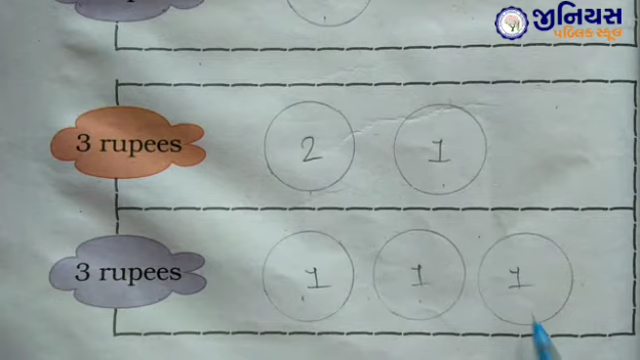 જીનિયસ
પબ્લિક સ્કૂલ
3 rupees
2 1
3 rupees
1 1 1